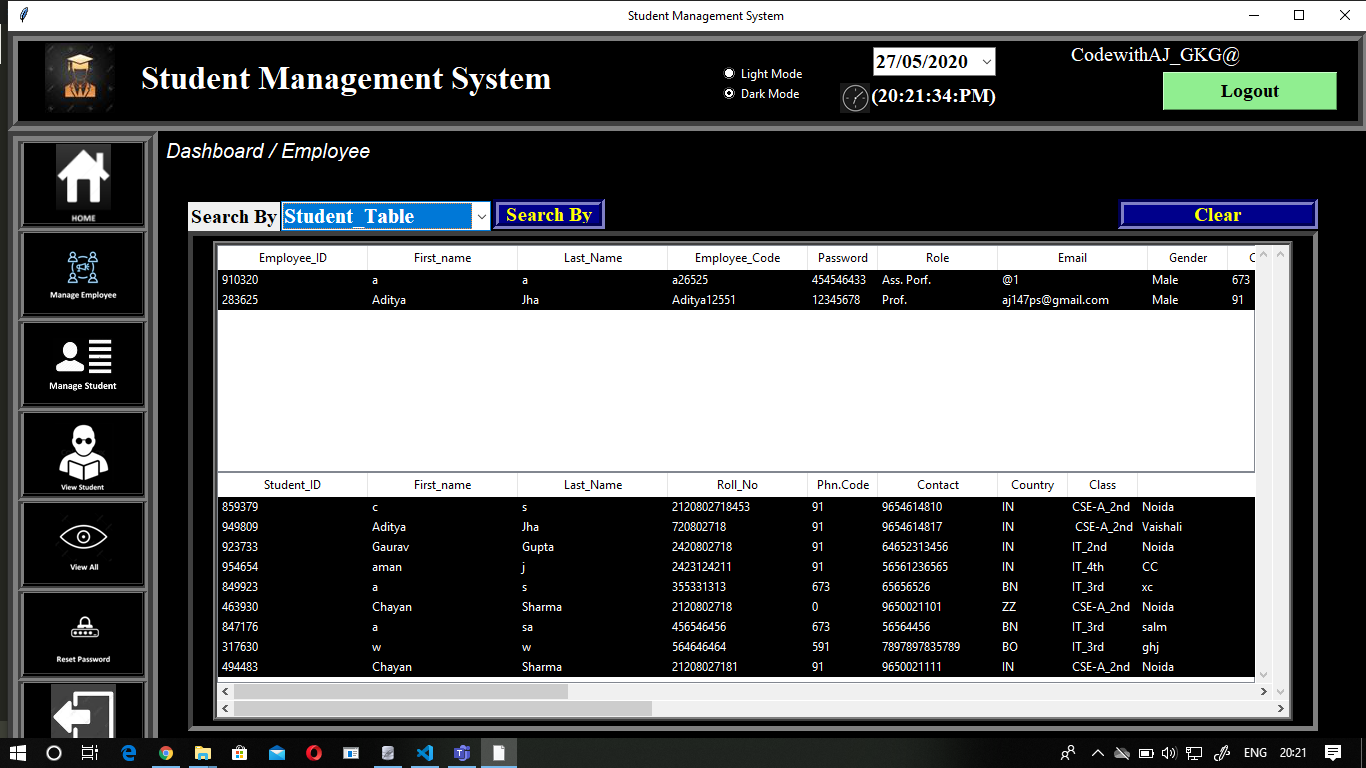 Student Management System
Student Management System
Light Mode
Dark Mode
27/05/2020
(20:21:34:PM)
CodewithAJ_GKG@
Logout
HOME
Manage Employee
Manage Student
View Student
View All
Reset Password
Dashboard / Employee
Search By Student_Table Search By Clear
Employee_ID First_name Last_Name Employee_Code Password Role Email Gender C
910320 a a a26525 454546433 Ass. Porf. @1 Male 673
283625 Aditya Jha Aditya12551 12345678 Prof. aj147ps@gmail.com Male 91
Student_ID First_name Last_Name Roll_No Phn.Code Contact Country Class
859379 c s 2120802718453 91 9654614810 IN CSE-A_2nd Noida
949809 Aditya Jha 720802718 91 9654614817 IN CSE-A_2nd Vaishali
923733 Gaurav Gupta 2420802718 91 64652313456 IN IT_2nd Noida
954654 aman j 2423124211 91 56561236565 IN IT_4th CC
849923 a s 355331313 673 65656526 BN IT_3rd xc
463930 Chayan Sharma 2120802718 0 9650021101 ZZ CSE-A_2nd Noida
847176 a sa 456546456 673 56564456 BN IT_3rd salm
317630 w w 564646464 591 7897897835789 BO IT_3rd ghj
494483 Chayan Sharma 21208027181 91 9650021111 IN CSE-A_2nd Noida
ENG 20:21